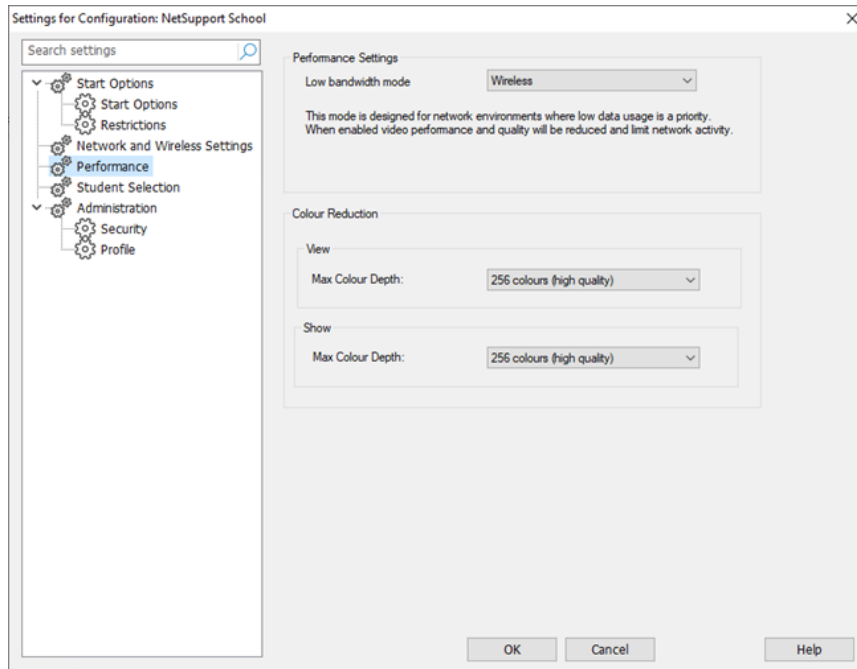 Settings for Configuration: NetSupport School
Search settings
Start Options
Start Options
Restrictions
Network and Wireless Settings
Performance
Student Selection
Administration
Security
Profile
Performance Settings
Low bandwidth mode Wireless
This mode is designed for network environments where low data usage is a priority.
When enabled video performance and quality will be reduced and limit network activity.
Colour Reduction
View
Max Colour Depth: 256 colours (high quality)
Show
Max Colour Depth: 256 colours (high quality)
OK Cancel Help